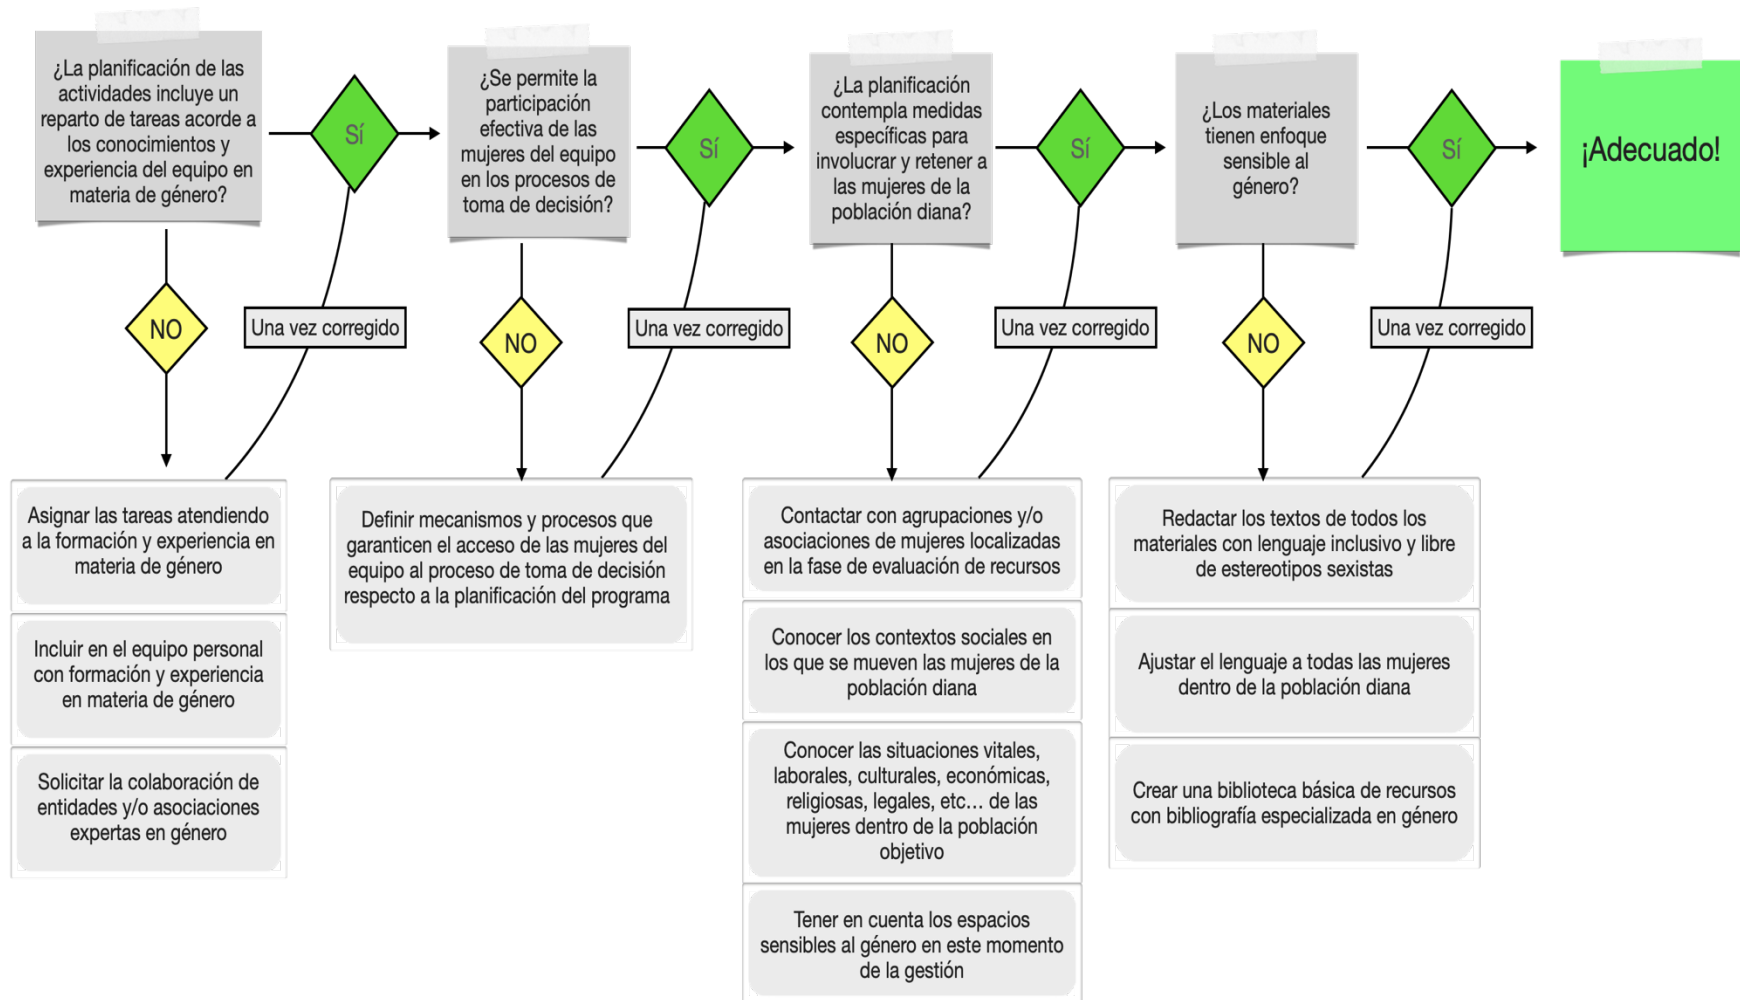 ¿La planificación de las
actividades incluye un
reparto de tareas acorde a
los conocimientos y
experiencia del equipo en
materia de género?
Sí
¿Se permite la
participación
efectiva de las
mujeres del equipo
en los procesos de
toma de decisión?
Sí
¿La planificación
contempla medidas
específicas para
involucrar y retener a
las mujeres de la
población diana?
Sí
¿Los materiales
tienen enfoque
sensible al
género?
Sí
¡Adecuado!
NO
Una vez corregido
NO
Una vez corregido
NO
Una vez corregido
NO
Una vez corregido
Asignar las tareas atendiendo
a la formación y experiencia en
materia de género
Incluir en el equipo personal
con formación y experiencia
en materia de género
Solicitar la colaboración de
entidades y/o asociaciones
expertas en género
Definir mecanismos y procesos que
garanticen el acceso de las mujeres del
equipo al proceso de toma de decisión
respecto a la planificación del programa
Contactar con agrupaciones y/o
asociaciones de mujeres localizadas
en la fase de evaluación de recursos
Conocer los contextos sociales en
los que se mueven las mujeres de la
población diana
Conocer las situaciones vitales,
laborales, culturales, económicas,
religiosas, legales, etc... de las
mujeres dentro de la población
objetivo
Tener en cuenta los espacios
sensibles al género en este momento
de la gestión
Redactar los textos de todos los
materiales con lenguaje inclusivo y libre
de estereotipos sexistas
Ajustar el lenguaje a todas las mujeres
dentro de la población diana
Crear una biblioteca básica de recursos
con bibliografía especializada en género